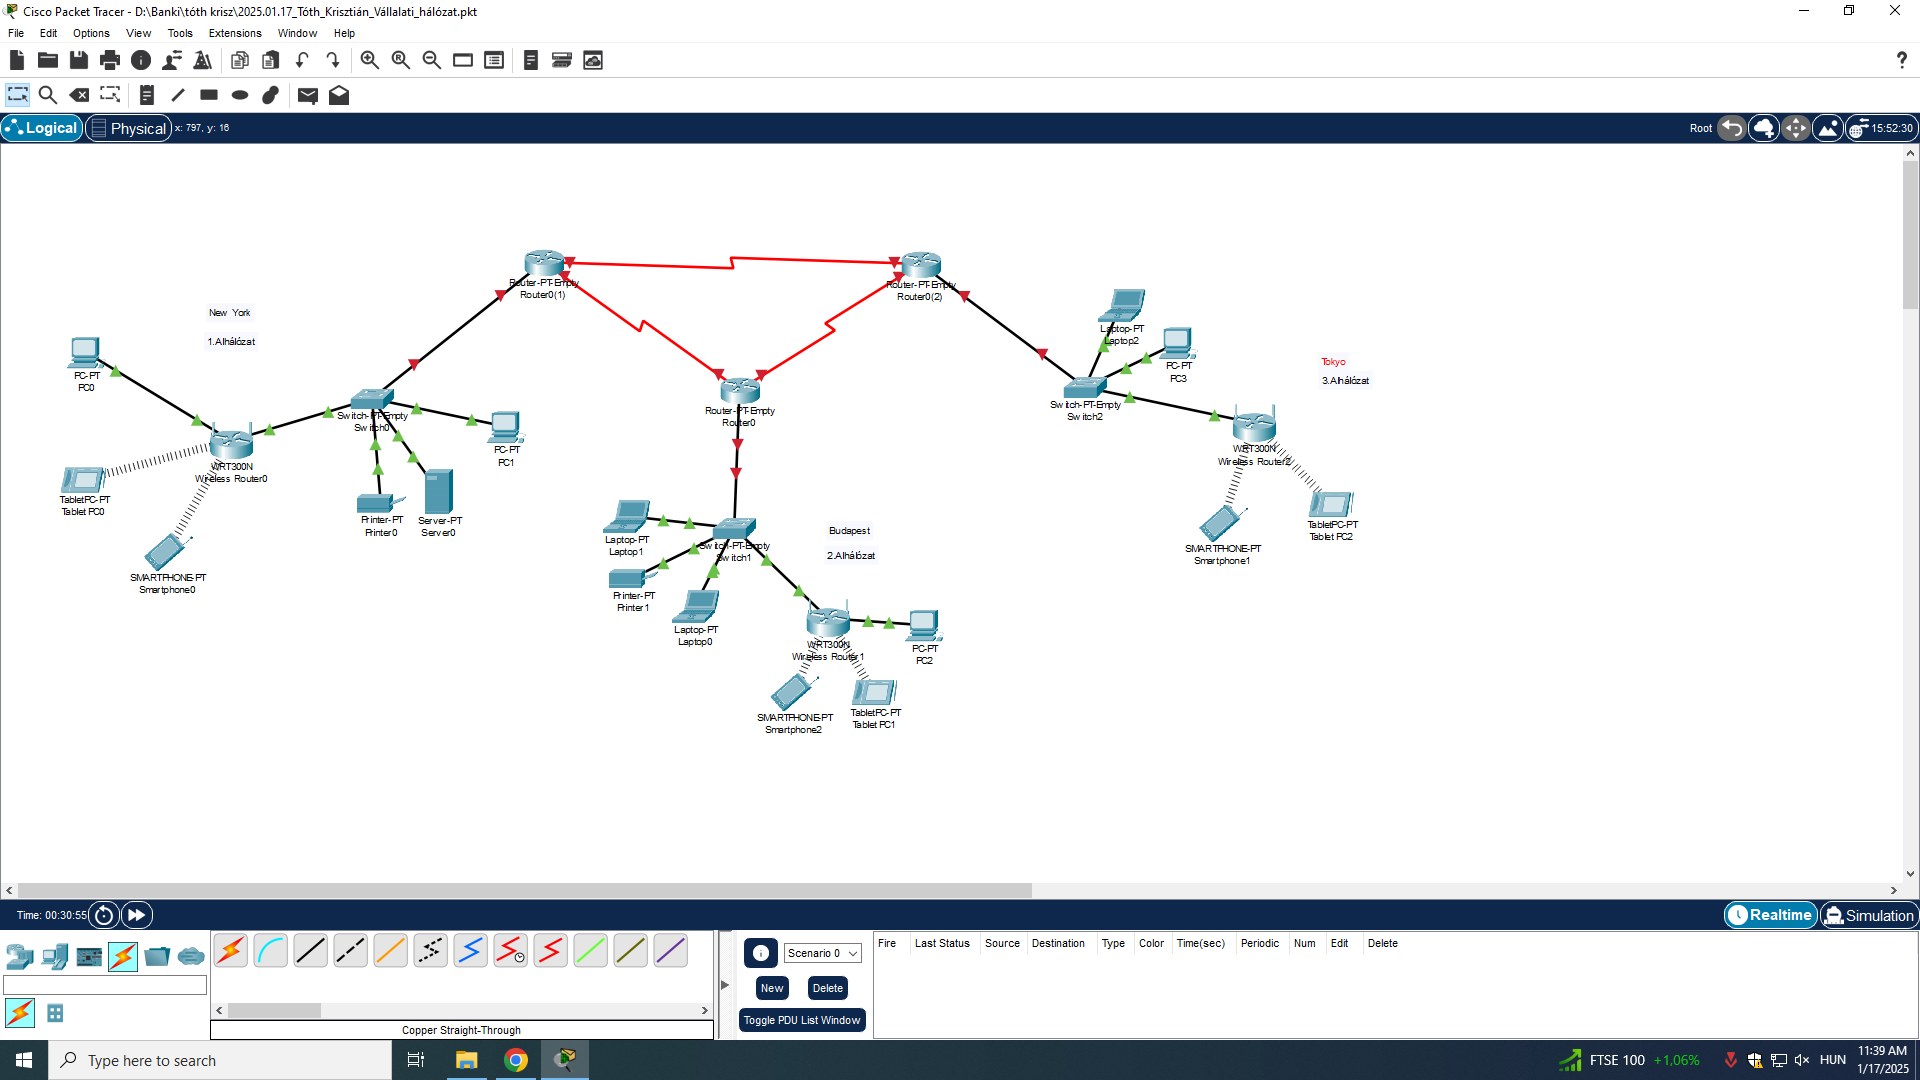 Cisco Packet Tracer - D:\Banki\tóth krisz\2025.01.17_Tóth_Krisztián_Vállalati_hálózat.pkt
File Edit Options View Tools Extensions Window Help
Logical Physical x: 797, y: 16 Root 15:52:30
Router-PT-Empty
Router0(1)
Router-PT-Empty
Router0(2)
New York
1.Alhálózat
Laptop-PT
Laptop2
PC-PT
PC3
Tokyo
3.Alhálózat
PC-PT
PC0
Switch-PT-Empty
Switch0
Router-PT-Empty
Router0
Switch-PT-Empty
Switch2
PC-PT
PC1
WRT300N
Wireless Router0
WRT300N
Wireless Router2
TabletPC-PT
Tablet PC0
Printer-PT
Printer0
Server-PT
Server0
TabletPC-PT
Tablet PC2
SMARTPHONE-PT
Smartphone1
Laptop-PT
Laptop1
Switch-PT-Empty
Switch1
Budapest
2.Alhálózat
SMARTPHONE-PT
Smartphone0
Printer-PT
Printer1
Laptop-PT
Laptop0
WRT300N
Wireless Router1
PC-PT
PC2
SMARTPHONE-PT
Smartphone2
TabletPC-PT
Tablet PC1
Time: 00:30:55 Realtime Simulation
Scenario 0
New Delete
Toggle PDU List Window
Fire Last Status Source Destination Type Color Time(sec) Periodic Num Edit Delete
Copper Straight-Through
Type here to search
FTSE 100 +1,06% HUN
11:39 AM
1/17/2025